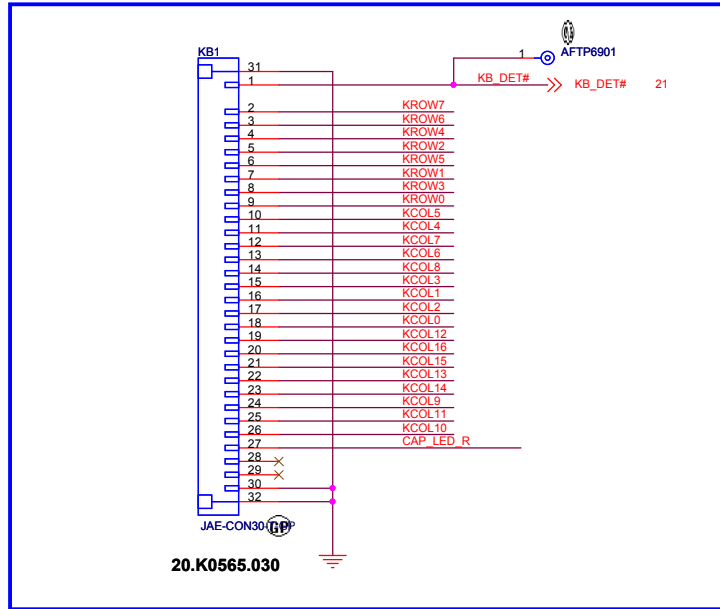 KB1
31
1
1 AFTP6901
KB_DET# KB_DET# 21
2 KROW7
3 KROW6
4 KROW4
5 KROW2
6 KROW5
7 KROW1
8 KROW3
9 KROW0
10 KCOL5
11 KCOL4
12 KCOL7
13 KCOL6
14 KCOL8
15 KCOL3
16 KCOL1
17 KCOL2
18 KCOL0
19 KCOL12
20 KCOL16
21 KCOL15
22 KCOL13
23 KCOL14
24 KCOL9
25 KCOL11
26 KCOL10
27 CAP_LED_R
28
29
30
32
GP
20.K0565.030